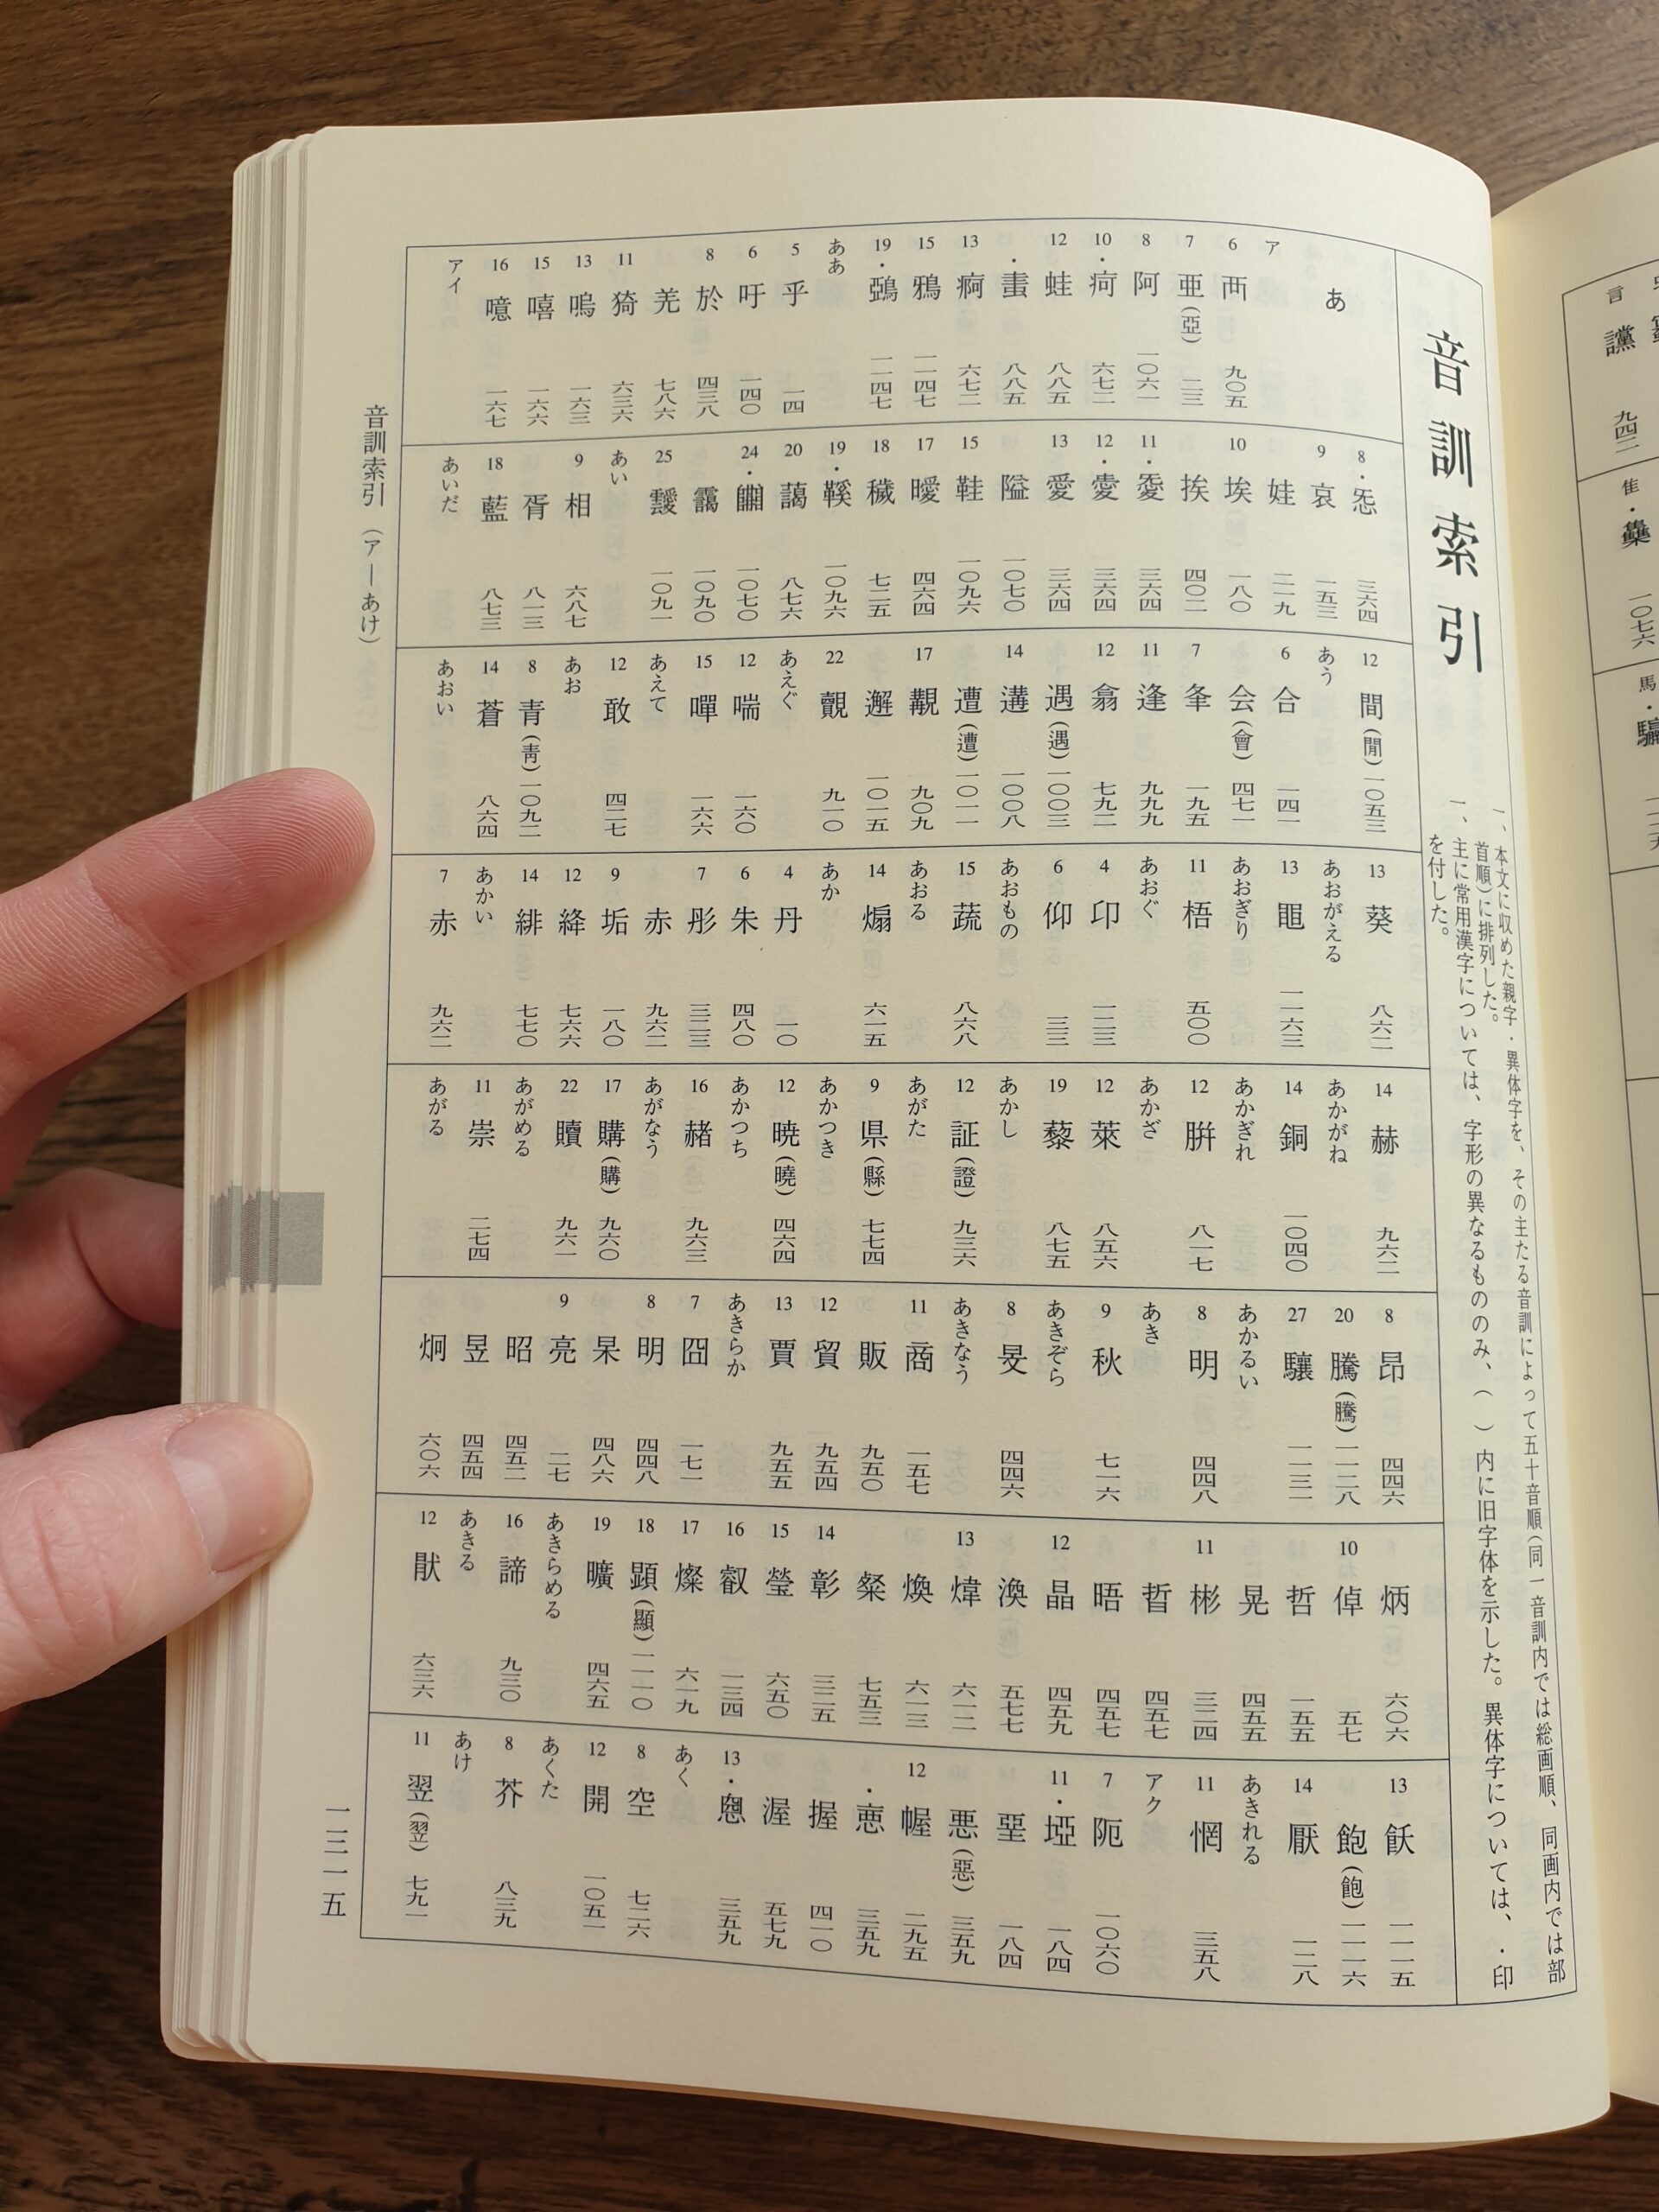 音訓索引
一、本文に収めた親字・異体字を、その主たる音訓によって五十音順(同一音訓内では総画順、同画内では部
首順)に排列した。
一、主に常用漢字については、字形の異なるもののみ、( )内に旧字体を示した。異体字については、・印
を付した。
あ
ア
6 襾 九〇五
7 亜(亞) 二三
8 阿 一〇六一
10 ・疴 六七二
12 蛙 八八五
・䵷 八八五
13 痾 六七二
15 鴉 一一四七
19 ・鵶 一一四七
ああ
5 乎 一四
6 吁 一四〇
8 於 四三八
羌 七八六
11 猗 六三六
13 嗚 一六三
15 嘻 一六六
16 噫 一六七
アイ
8 ・㤅 三六四
9 哀 一五三
娃 二一九
10 埃 一八〇
挨 四〇二
11 ・㤅 三六四
12 ・㤅 三六四
13 愛 三六四
隘 一〇七〇
15 鞋 一〇九六
17 曖 四六四
18 穢 七二五
19 ・鞵 一〇九六
20 藹 八七六
24 一〇七〇
靄 一〇九〇
25 靉 一〇九一
あい
9 相 六八七
胥 八一三
18 藍 八七三
あいだ
12 間(閒) 一〇五三
あう
6 合 一四一
会(會) 四七一
7 夆 一九五
11 逢 九九九
12 翕 七九二
遇(遇) 一〇〇三
14 遘 一〇〇八
遭(遭) 一〇一一
17 覯 九〇九
邂 一〇一五
22 覿 九一〇
あえぐ
12 喘 一六〇
15 嘽 一六六
あえて
12 敢 四二七
あお
8 青(靑) 一〇九二
14 蒼 八六四
あおい
13 葵 八六二
あおがえる
13 黽 一一六三
あおぎり
11 梧 五〇〇
あおぐ
4 卬 一二三
6 仰 三三
あおもの
15 蔬 八六八
あおる
14 煽 六一五
あか
4 丹 一〇
6 朱 四八〇
7 彤 三二三
赤 九六二
9 垢 一八〇
12 絳 七六六
14 緋 七七〇
あかい
7 赤 九六二
14 赫 九六二
あかがね
14 銅 一〇四〇
あかぎれ
12 腁 八一七
あかざ
12 萊 八五六
19 藜 八七五
あかし
12 証(證) 九三六
あがた
9 県(縣) 七七四
あかつき
12 暁(曉) 四六四
あかつち
16 赭 九六三
あがなう
17 購(購) 九六〇
22 贖 九六一
あがめる
11 崇 二七四
あがる
8 昂 四四六
20 騰(騰) 一一二八
27 驤 一一三一
あかるい
8 明 四四八
あき
9 秋 七一六
あきぞら
8 旻 四四六
あきなう
11 商 一五七
販 九五〇
12 貿 九五四
13 賈 九五五
あきらか
7 囧 一七一
8 明 四四八
杲 四八六
9 亮 二七
昭 四五二
昱 四五四
炯 六〇六
炳 六〇六
10 倬 五七
哲 一五五
晃 四五五
11 彬 三二四
晢 四五七
晤 四五七
12 晶 四五九
渙 五七七
13 煒 六一二
煥 六一三
粲 七五三
14 彰 三二五
15 瑩 六五〇
16 叡 一三四
17 燦 六一九
18 顕(顯) 一一一〇
19 曠 四六五
あきらめる
16 諦 九三〇
あきる
12 猒 六三六
13 飫 一一一五
飽(飽) 一一一六
14 厭 一二八
あきれる
11 惘 三五八
アク
7 阨 一〇六〇
11 ・埡 一八四
堊 一八四
悪(惡) 三五九
12 幄 二九五
・悳 三五九
握 四一〇
渥 五七九
13 三五九
あく
8 空 七二六
12 開 一〇五一
あくた
8 芥 八三九
あけ
11 翌(翌) 七九一
音訓索引(ア—あけ)
一二三一五
言 讜 九四二
隹 一〇七六
馬